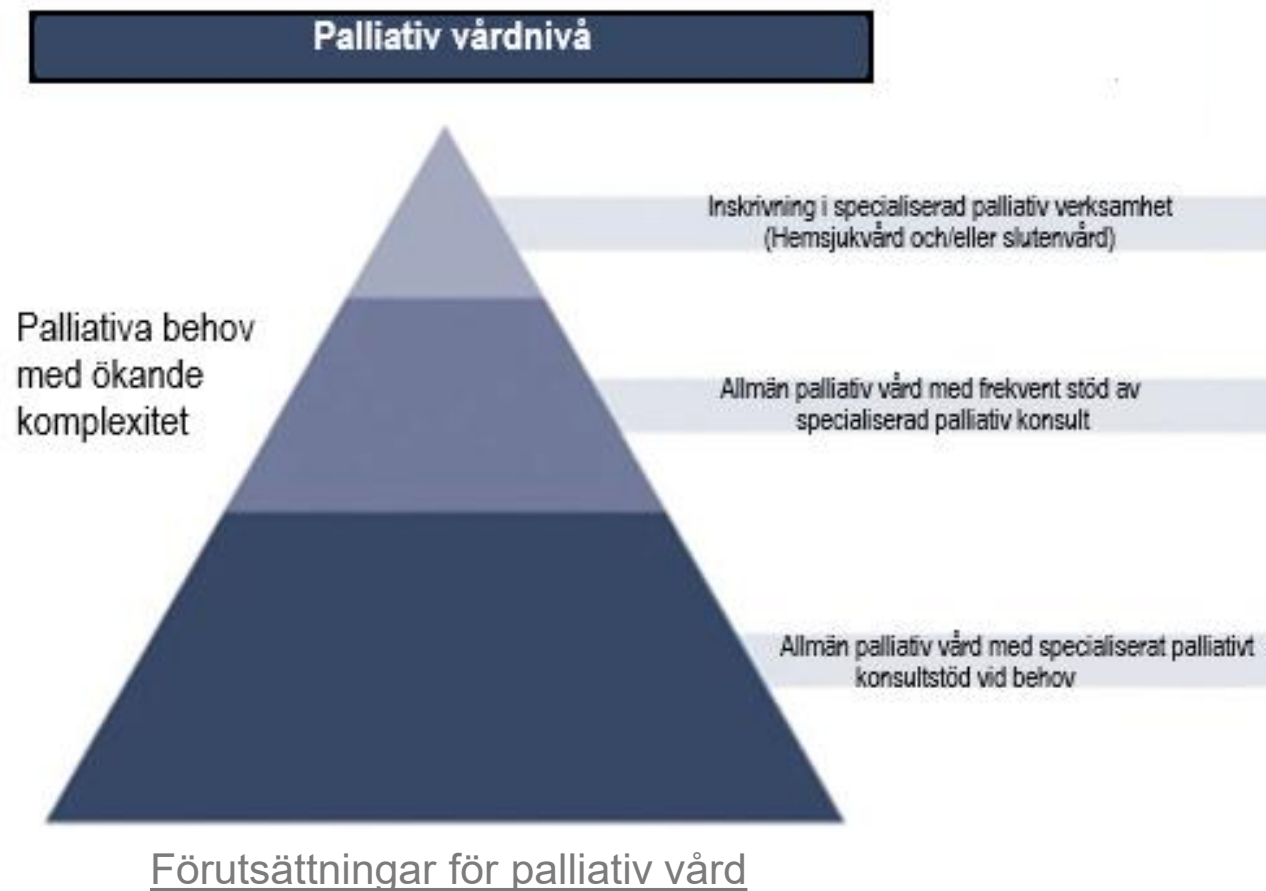 Palliativ vårdnivå
Inskrivning i specialiserad palliativ verksamhet
(Hemsjukvård och/eller slutenvård)
Palliativa behov
med ökande
komplexitet
Allmän palliativ vård med frekvent stöd av
specialiserad palliativ konsult
Allmän palliativ vård med specialiserat palliativt
konsultstöd vid behov
Förutsättningar för palliativ vård